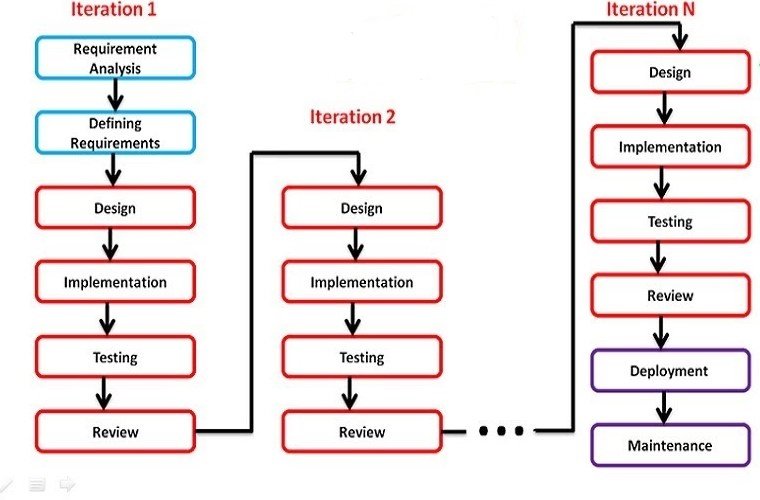 Iteration 1
Requirement
Analysis
Defining
Requirements
Design
Implementation
Testing
Review
Iteration 2
Design
Implementation
Testing
Review
Iteration N
Design
Implementation
Testing
Review
Deployment
Maintenance